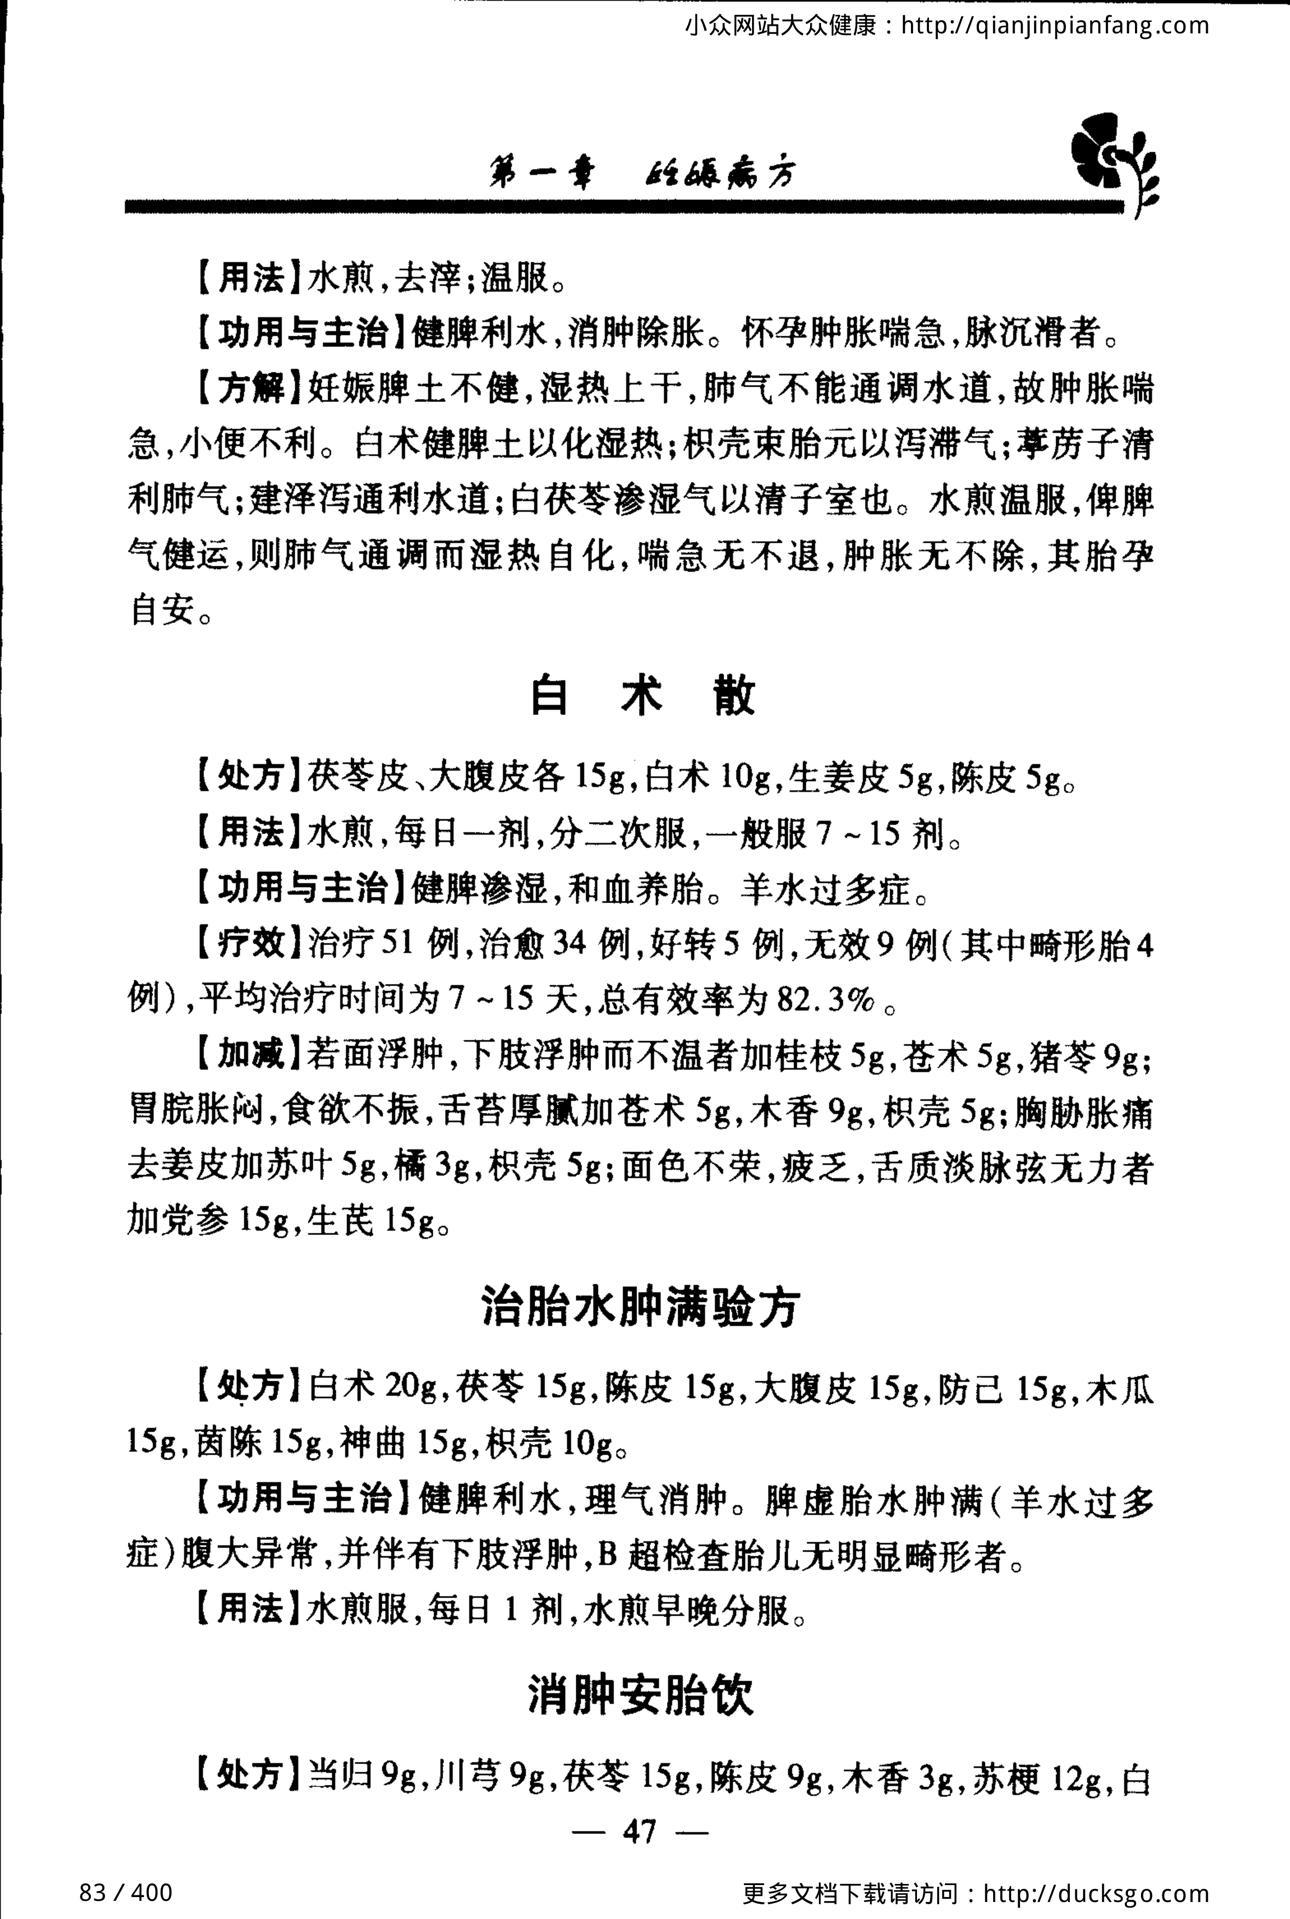 小众网站大众健康：http://qianjinpianfang.com
第一章 妊娠病方
【用法】水煎,去滓;温服。
【功用与主治】健脾利水,消肿除胀。怀孕肿胀喘急,脉沉滑者。
【方解】妊娠脾土不健,湿热上干,肺气不能通调水道,故肿胀喘
急,小便不利。白术健脾土以化湿热;枳壳束胎元以泻滞气;葶苈子清
利肺气;建泽泻通利水道;白茯苓渗湿气以清子室也。水煎温服,俾脾
气健运,则肺气通调而湿热自化,喘急无不退,肿胀无不除,其胎孕
自安。
白 术 散
【处方】茯苓皮、大腹皮各 15g,白术 10g,生姜皮 5g,陈皮 5g。
【用法】水煎,每日一剂,分二次服,一般服 7 ~ 15 剂。
【功用与主治】健脾渗湿,和血养胎。羊水过多症。
【疗效】治疗 51 例,治愈 34 例,好转 5 例,无效 9 例(其中畸形胎 4
例),平均治疗时间为 7 ~ 15 天,总有效率为 82.3%。
【加减】若面浮肿,下肢浮肿而不温者加桂枝 5g,苍术 5g,猪苓 9g;
胃脘胀闷,食欲不振,舌苔厚腻加苍术 5g,木香 9g,枳壳 5g;胸胁胀痛
去姜皮加苏叶 5g,橘 3g,枳壳 5g;面色不荣,疲乏,舌质淡脉弦无力者
加党参 15g,生芪 15g。
治胎水肿满验方
【处方】白术 20g,茯苓 15g,陈皮 15g,大腹皮 15g,防己 15g,木瓜
15g,茵陈 15g,神曲 15g,枳壳 10g。
【功用与主治】健脾利水,理气消肿。脾虚胎水肿满(羊水过多
症)腹大异常,并伴有下肢浮肿,B 超检查胎儿无明显畸形者。
【用法】水煎服,每日 1 剂,水煎早晚分服。
消肿安胎饮
【处方】当归 9g,川芎 9g,茯苓 15g,陈皮 9g,木香 3g,苏梗 12g,白
— 47 —
83 / 400
更多文档下载请访问：http://ducksgo.com